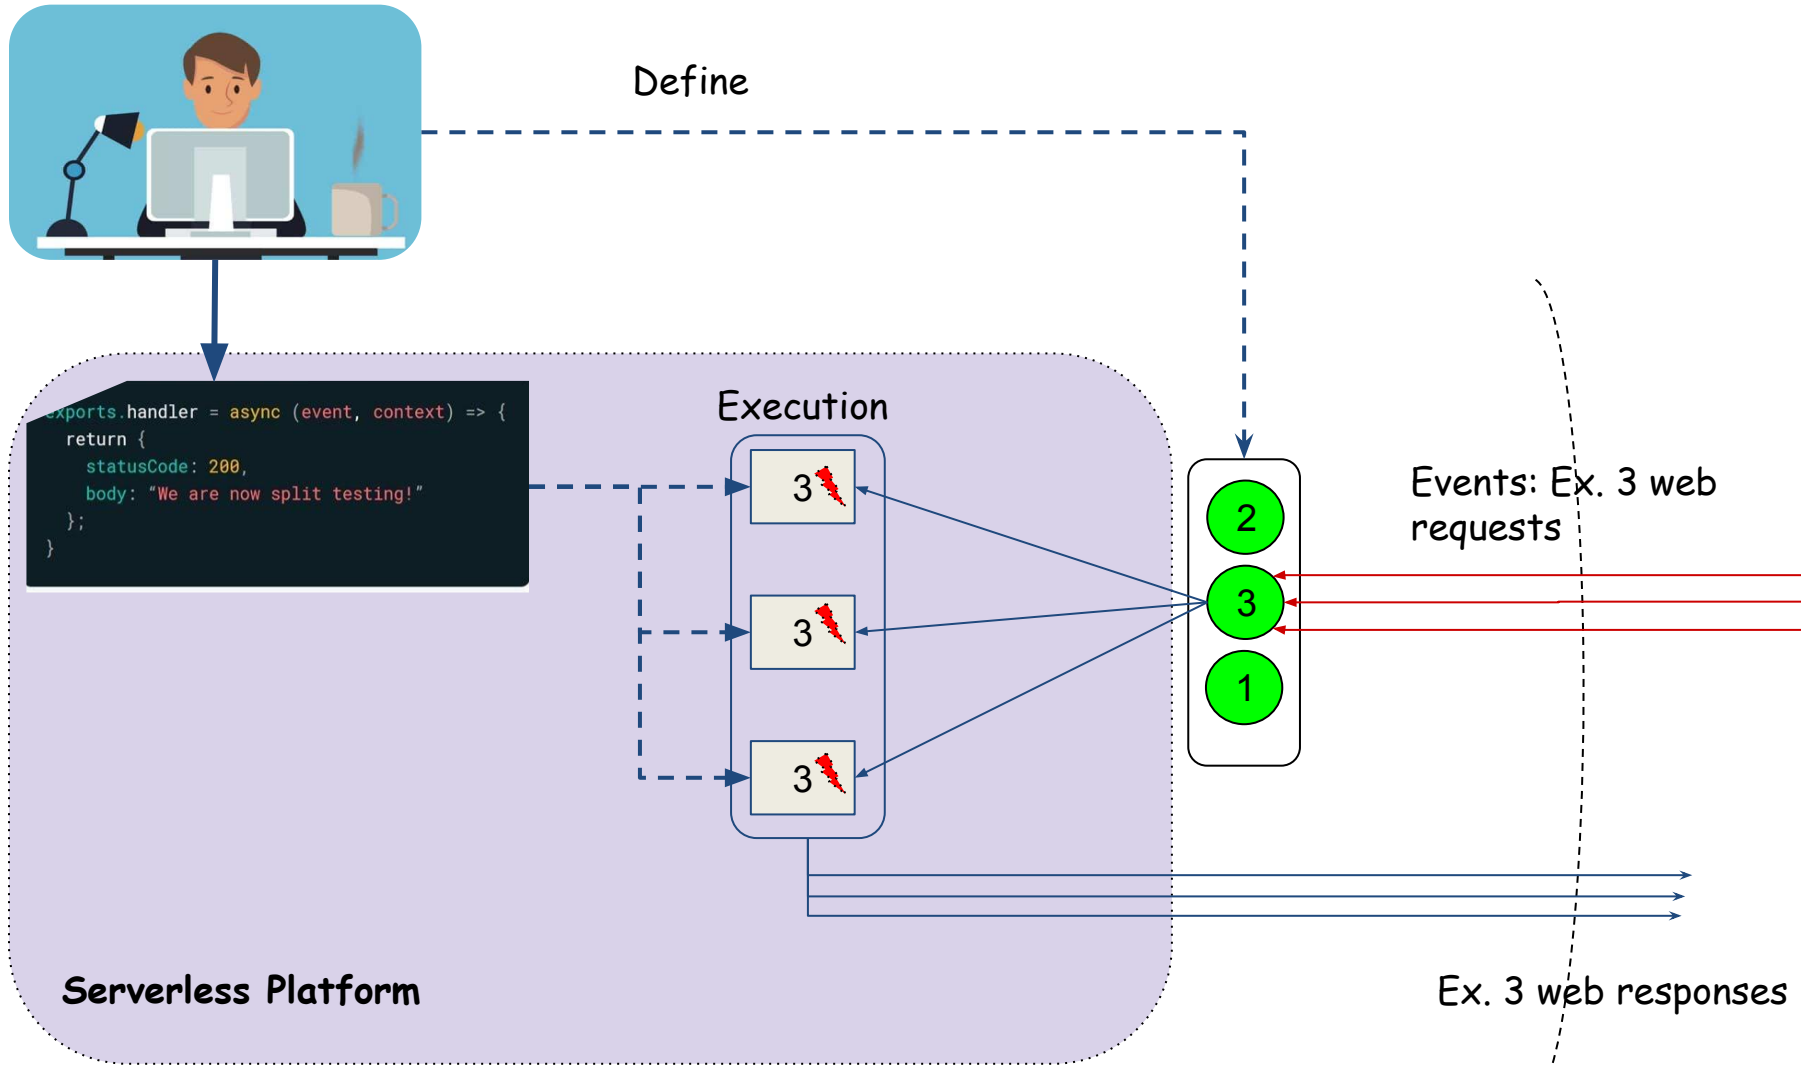 Define
exports.handler = async (event, context) => {
return {
statusCode: 200,
body: “We are now split testing!”
};
}
Execution
3
3
3
2
3
1
Events: Ex. 3 web
requests
Serverless Platform
Ex. 3 web responses